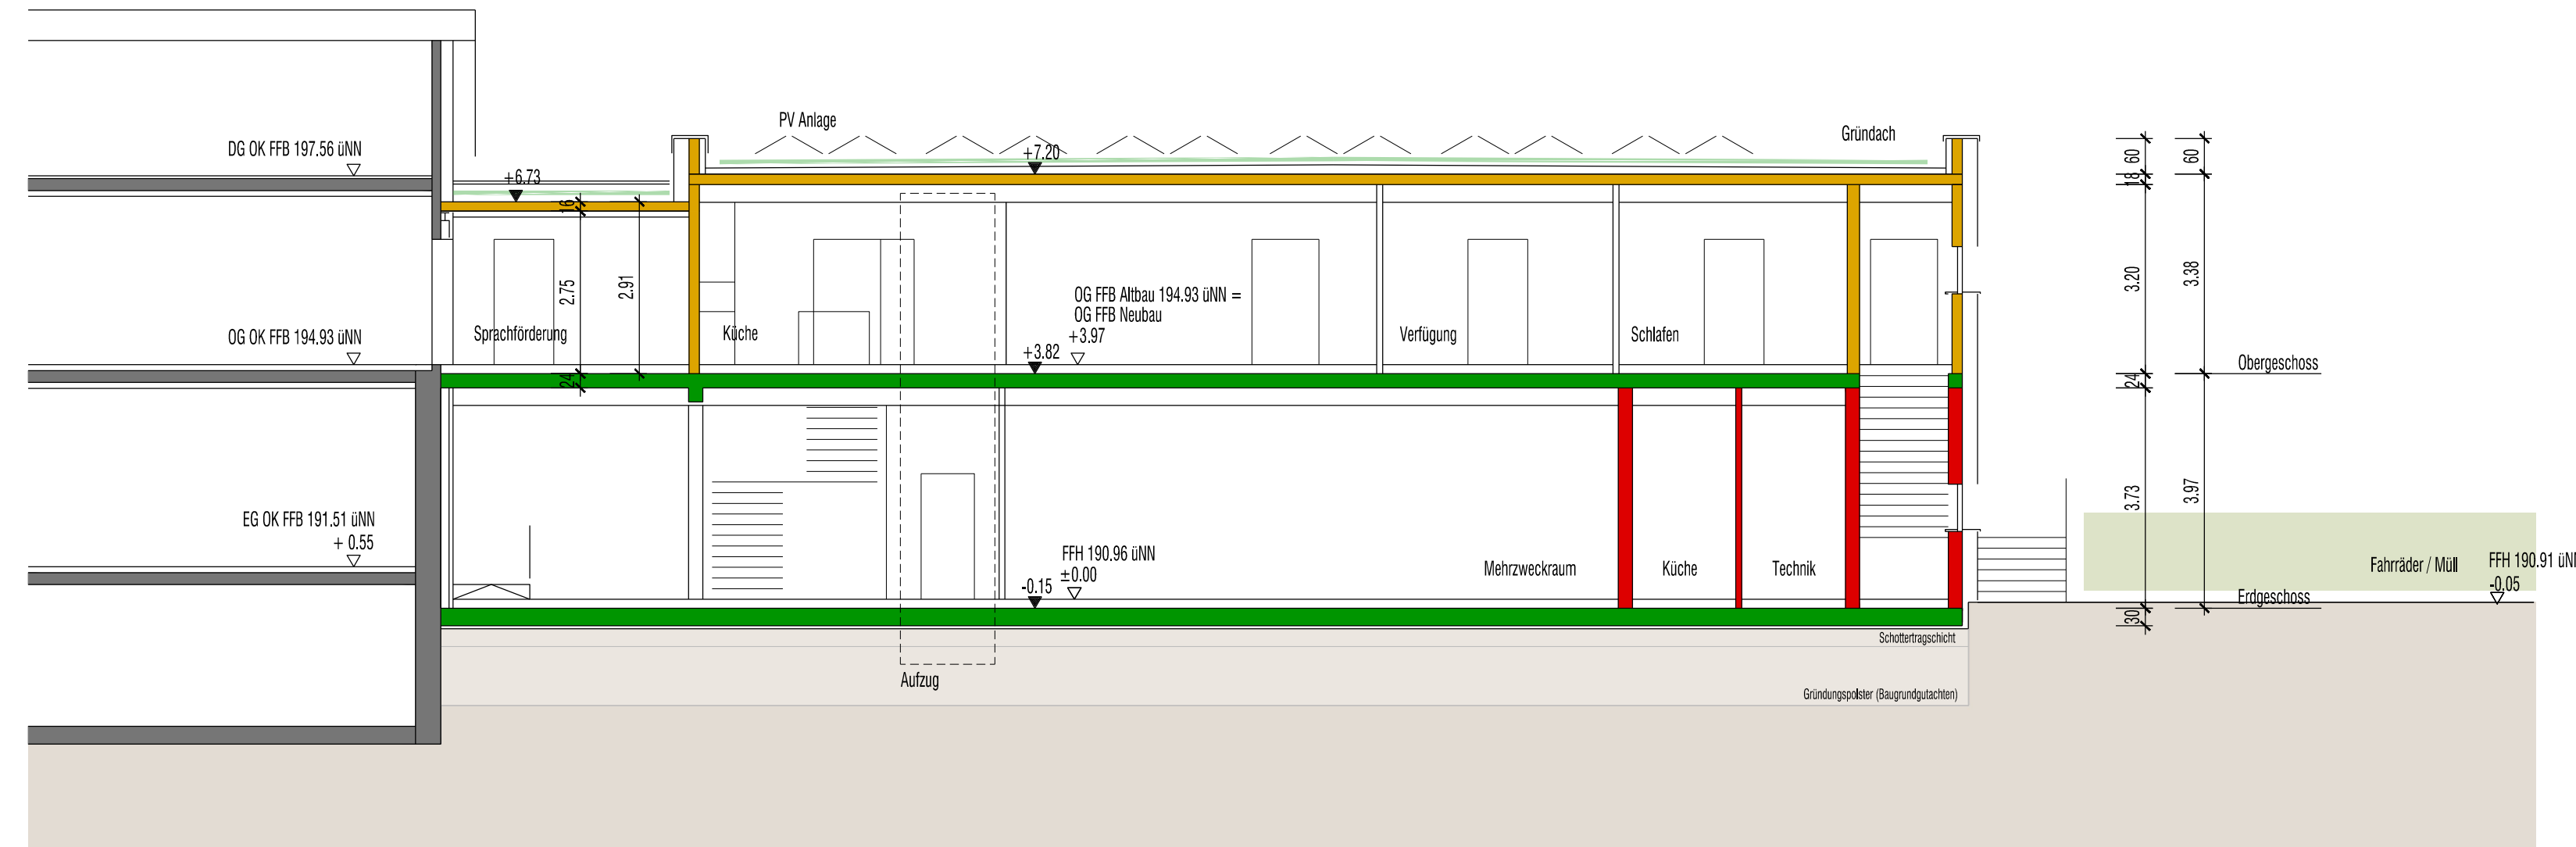 PV Anlage
Gründach
DG OK FFB 197.56 üNN
+7.20
+6.73
60
60
18
16
2.75
2.91
3.20
3.38
OG FFB Altbau 194.93 üNN =
OG FFB Neubau
+3.97
OG OK FFB 194.93 üNN
Sprachförderung
Küche
Verfügung
Schlafen
+3.82
Obergeschoss
24
24
3.73
3.97
EG OK FFB 191.51 üNN
+ 0.55
FFH 190.96 üNN
±0.00
-0.15
Mehrzweckraum
Küche
Technik
Fahrräder / Müll
FFH 190.91 üNN
-0.05
Erdgeschoss
30
Schottertragschicht
Aufzug
Gründungspolster (Baugrundgutachten)